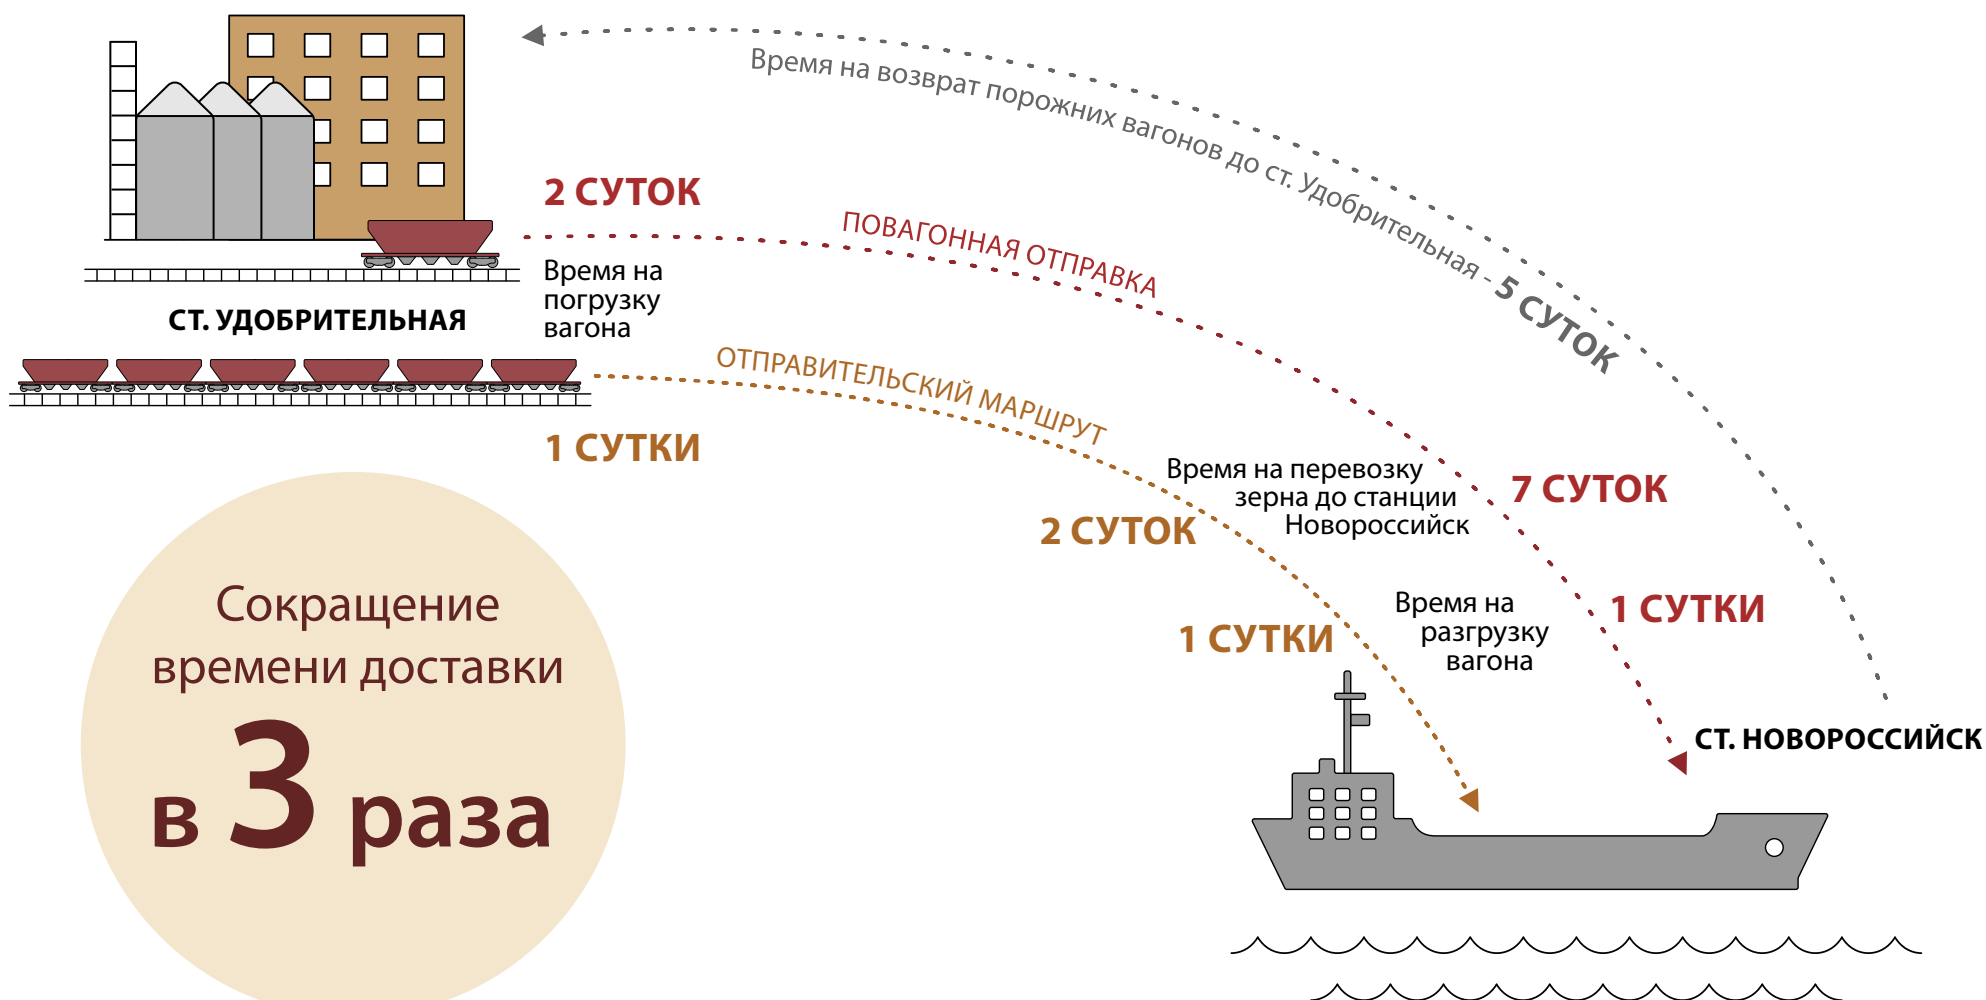 Время на возврат порожних вагонов до ст. Удобрительная - 5 СУТОК
2 СУТОК
ПОВАГОННАЯ ОТПРАВКА
Время на
погрузку
вагона
СТ. УДОБРИТЕЛЬНАЯ
ОТПРАВИТЕЛЬСКИЙ МАРШРУТ
1 СУТКИ
Время на перевозку
зерна до станции
Новороссийск
7 СУТОК
2 СУТОК
Время на
разгрузку
вагона
1 СУТКИ
1 СУТКИ
СТ. НОВОРОССИЙСК
Сокращение
времени доставки
в 3 раза